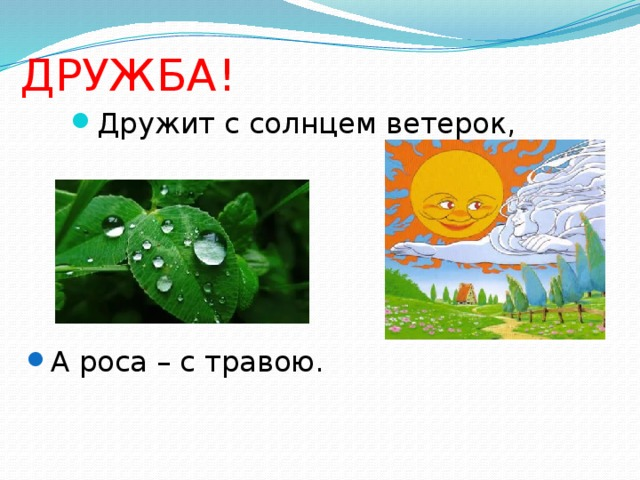 ДРУЖБА!
Дружит с солнцем ветерок,
А роса – с травою.